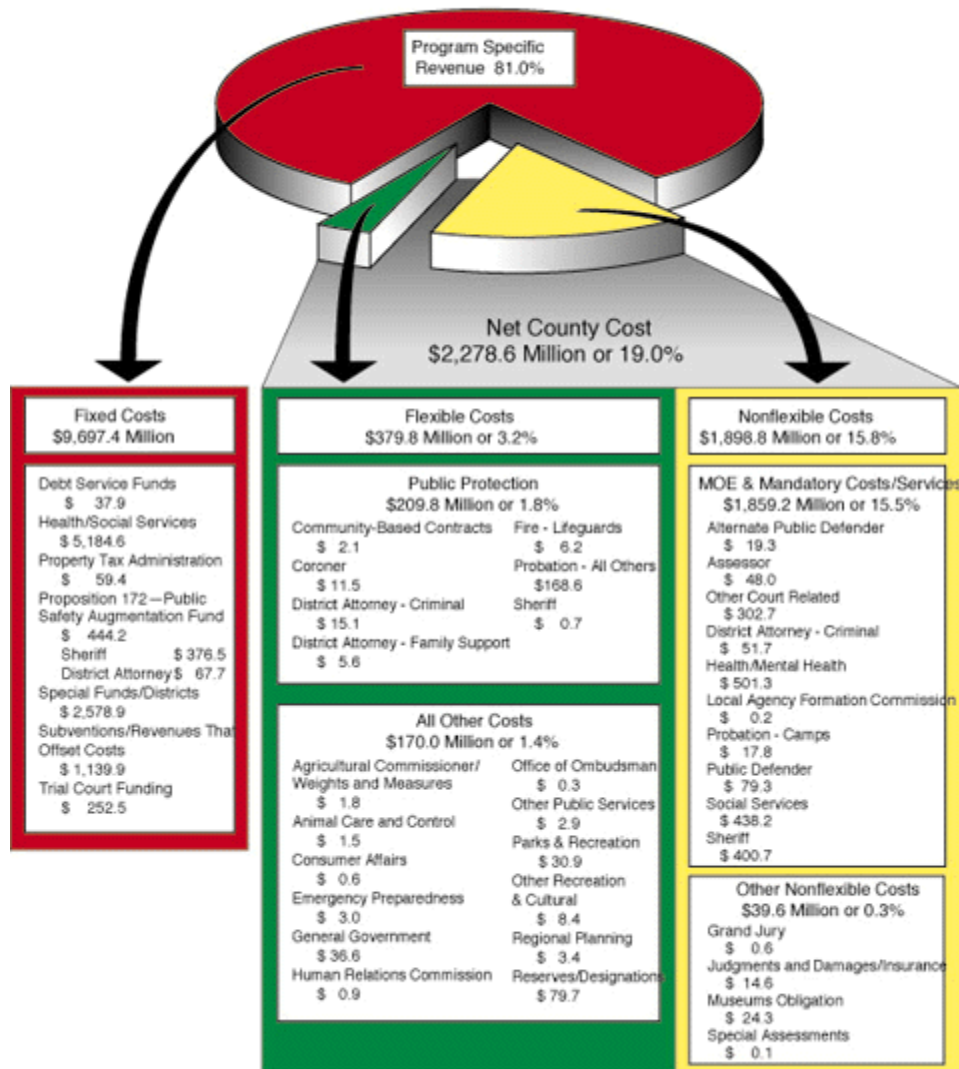 Program Specific
Revenue 81.0%
Net County Cost
$2,278.6 Million or 19.0%
Fixed Costs
$9,697.4 Million
Debt Service Funds
$ 37.9
Health/Social Services
$ 5,184.6
Property Tax Administration
$ 59.4
Proposition 172—Public
Safety Augmentation Fund
$ 444.2
Sheriff $ 376.5
District Attorney $ 67.7
Special Funds/Districts
$ 2,578.9
Subventions/Revenues That
Offset Costs
$ 1,139.9
Trial Court Funding
$ 252.5
Flexible Costs
$379.8 Million or 3.2%
Public Protection
$209.8 Million or 1.8%
Community-Based Contracts
$ 2.1
Coroner
$ 11.5
District Attorney - Criminal
$ 15.1
District Attorney - Family Support
$ 5.6
Fire - Lifeguards
$ 6.2
Probation - All Others
$168.6
Sheriff
$ 0.7
All Other Costs
$170.0 Million or 1.4%
Agricultural Commissioner/
Weights and Measures
$ 1.8
Animal Care and Control
$ 1.5
Consumer Affairs
$ 0.6
Emergency Preparedness
$ 3.0
General Government
$ 36.6
Human Relations Commission
$ 0.9
Office of Ombudsman
$ 0.3
Other Public Services
$ 2.9
Parks & Recreation
$ 30.9
Other Recreation
& Cultural
$ 8.4
Regional Planning
$ 3.4
Reserves/Designations
$ 79.7
Nonflexible Costs
$1,898.8 Million or 15.8%
MOE & Mandatory Costs/Services
$1,859.2 Million or 15.5%
Alternate Public Defender
$ 19.3
Assessor
$ 48.0
Other Court Related
$ 302.7
District Attorney - Criminal
$ 51.7
Health/Mental Health
$ 501.3
Local Agency Formation Commission
$ 0.2
Probation - Camps
$ 17.8
Public Defender
$ 79.3
Social Services
$ 438.2
Sheriff
$ 400.7
Other Nonflexible Costs
$39.6 Million or 0.3%
Grand Jury
$ 0.6
Judgments and Damages/Insurance
$ 14.6
Museums Obligation
$ 24.3
Special Assessments
$ 0.1